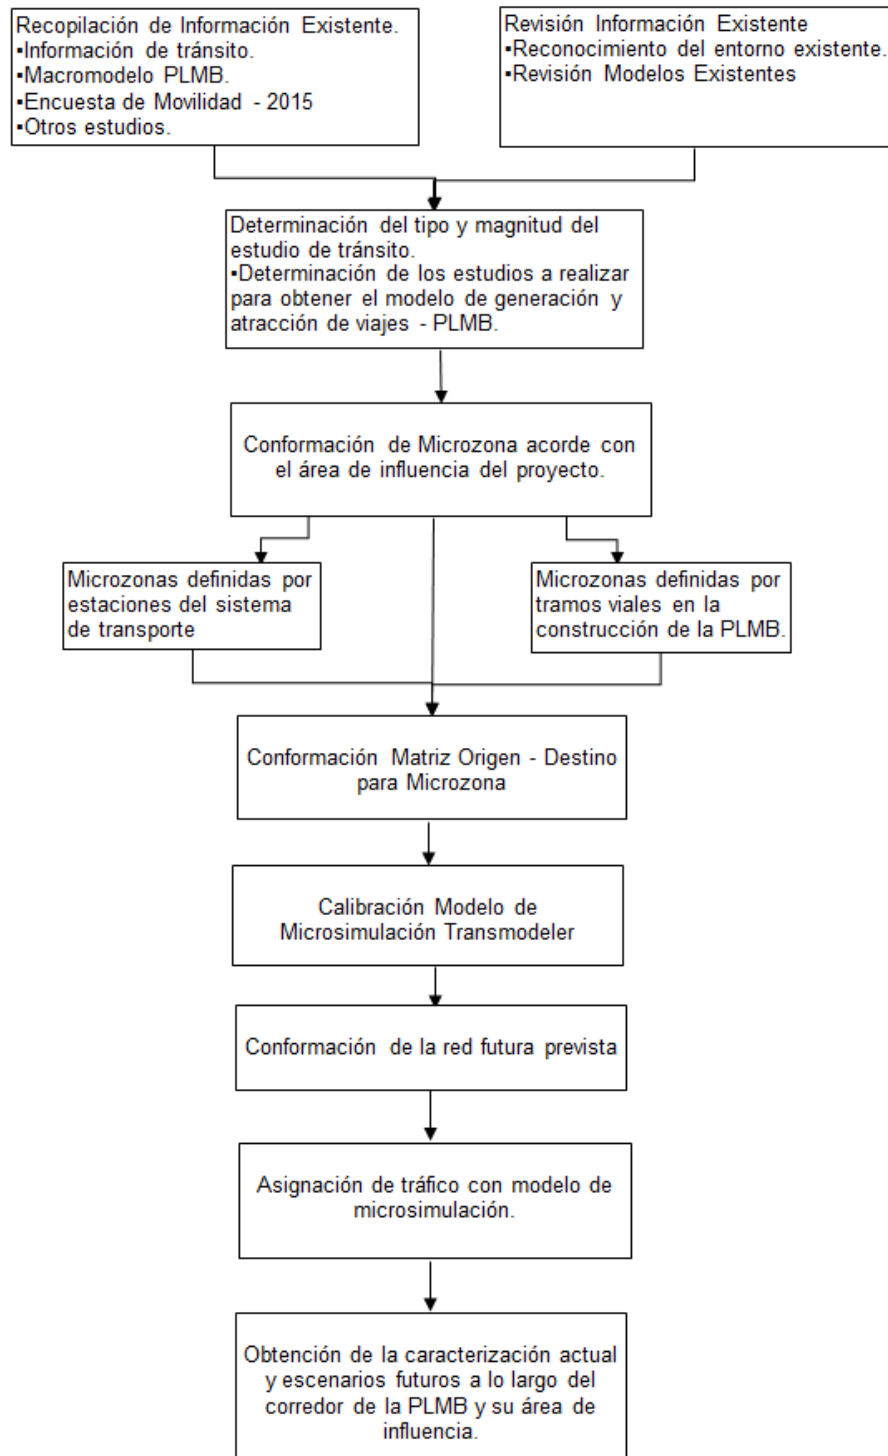 Recopilación de Información Existente.
▪Información de tránsito.
▪Macromodelo PLMB.
▪Encuesta de Movilidad - 2015
▪Otros estudios.
Revisión Información Existente
▪Reconocimiento del entorno existente.
▪Revisión Modelos Existentes
Determinación del tipo y magnitud del
estudio de tránsito.
▪Determinación de los estudios a realizar
para obtener el modelo de generación y
atracción de viajes - PLMB.
Conformación de Microzona acorde con
el área de influencia del proyecto.
Microzonas definidas por
estaciones del sistema
de transporte
Microzonas definidas por
tramos viales en la
construcción de la PLMB.
Conformación Matriz Origen - Destino
para Microzona
Calibración Modelo de
Microsimulación Transmodeler
Conformación de la red futura prevista
Asignación de tráfico con modelo de
microsimulación.
Obtención de la caracterización actual
y escenarios futuros a lo largo del
corredor de la PLMB y su área de
influencia.